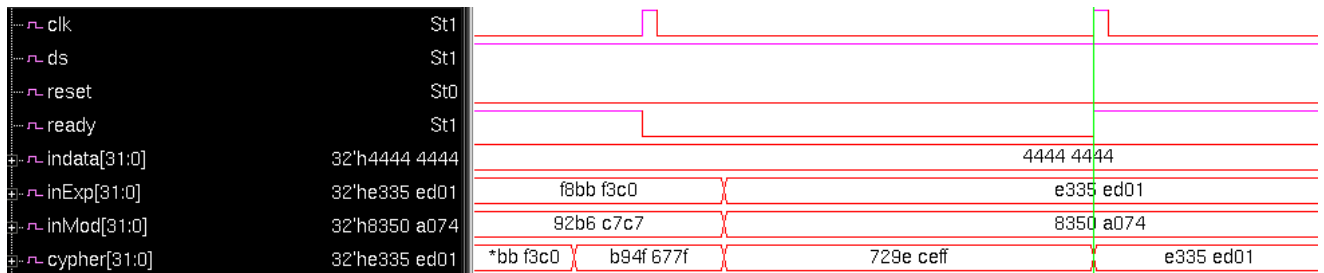 clk St1
ds St1
reset St0
ready St1
indata[31:0] 32'h4444 4444 4444 4444
inExp[31:0] 32'he335 ed01 f8bb f3c0 e335 ed01
inMod[31:0] 32'h8350 a074 92b6 c7c7 8350 a074
cypher[31:0] 32'he335 ed01 *bb f3c0 b94f 677f 729e ceff e335 ed01